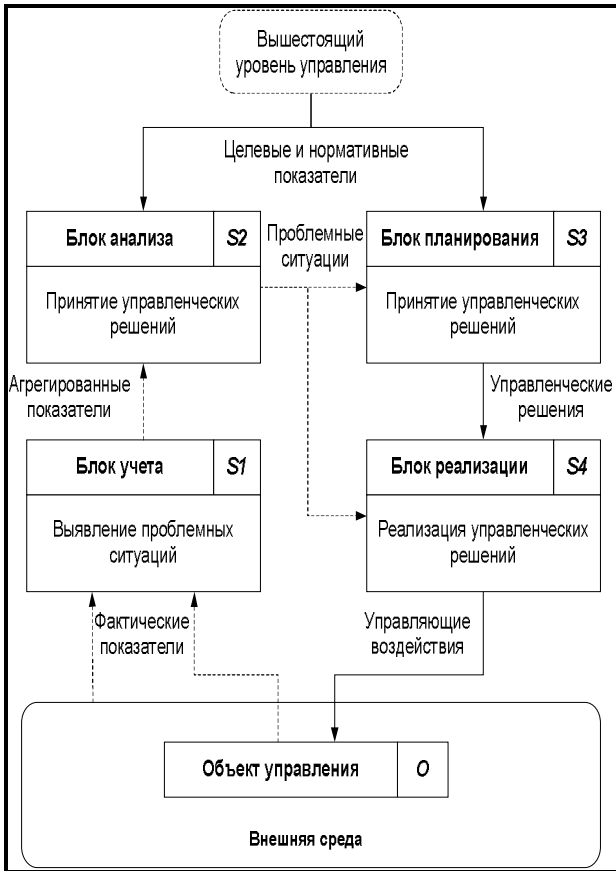 Вышестоящий
уровень управления
Целевые и нормативные
показатели
Блок анализа S2
Принятие управленческих
решений
Проблемные
ситуации
Блок планирования S3
Принятие управленческих
решений
Агрегированные
показатели
Управленческие
решения
Блок учета S1
Выявление проблемных
ситуаций
Блок реализации S4
Реализация управленческих
решений
Фактические
показатели
Управляющие
воздействия
Объект управления O
Внешняя среда